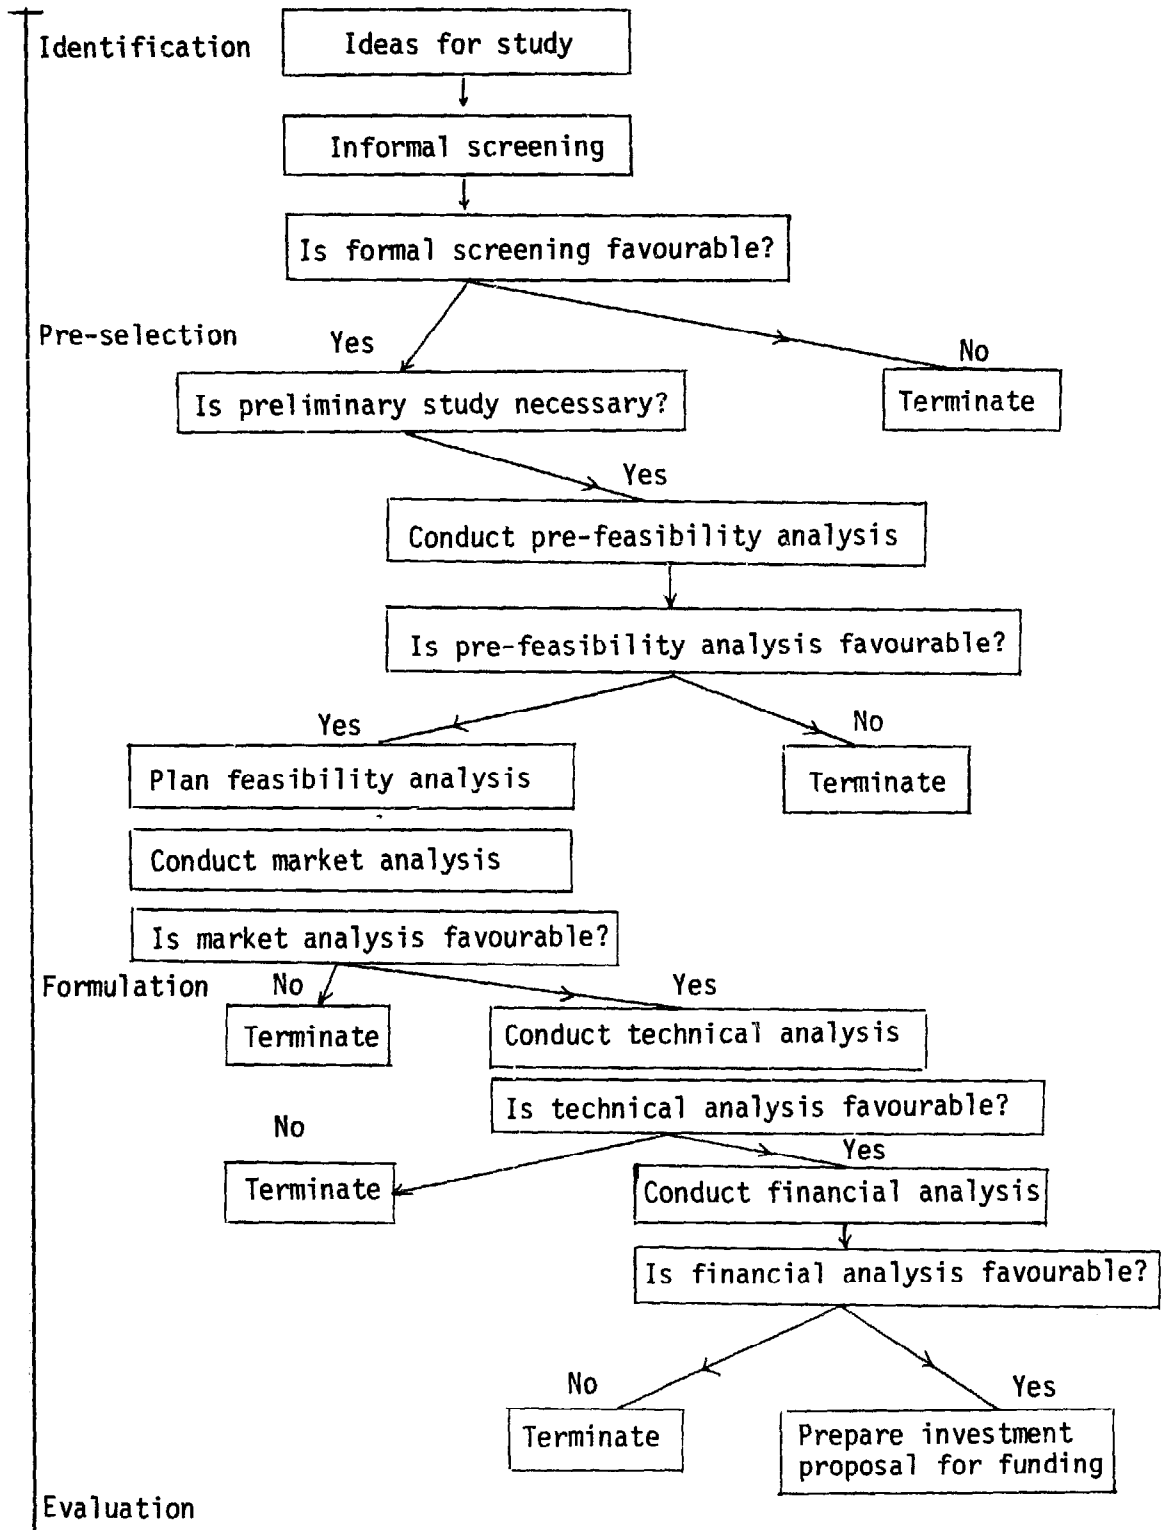 Identification
Ideas for study
Informal screening
Is formal screening favourable?
Pre-selection
Yes
No
Is preliminary study necessary?
Terminate
Yes
Conduct pre-feasibility analysis
Is pre-feasibility analysis favourable?
Yes
No
Plan feasibility analysis
Terminate
Conduct market analysis
Is market analysis favourable?
Formulation
No
Yes
Terminate
Conduct technical analysis
Is technical analysis favourable?
No
Yes
Terminate
Conduct financial analysis
Is financial analysis favourable?
No
Yes
Terminate
Prepare investment
proposal for funding
Evaluation